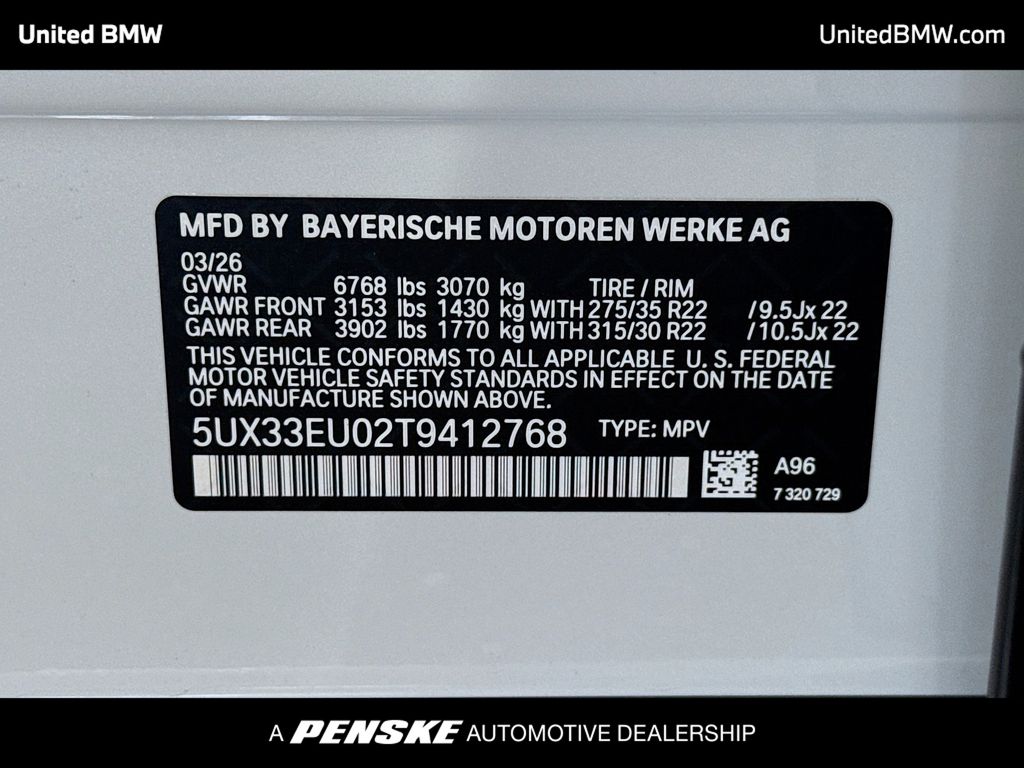 United BMW
UnitedBMW.com
MFD BY BAYERISCHE MOTOREN WERKE AG
03/26
GVWR 6768 lbs 3070 kg TIRE / RIM
GAWR FRONT 3153 lbs 1430 kg WITH 275/35 R22 /9.5Jx 22
GAWR REAR 3902 lbs 1770 kg WITH 315/30 R22 /10.5Jx 22
THIS VEHICLE CONFORMS TO ALL APPLICABLE U. S. FEDERAL
MOTOR VEHICLE SAFETY STANDARDS IN EFFECT ON THE DATE
OF MANUFACTURE SHOWN ABOVE.
5UX33EU02T9412768 TYPE: MPV
A96
7 320 729
A PENSKE AUTOMOTIVE DEALERSHIP